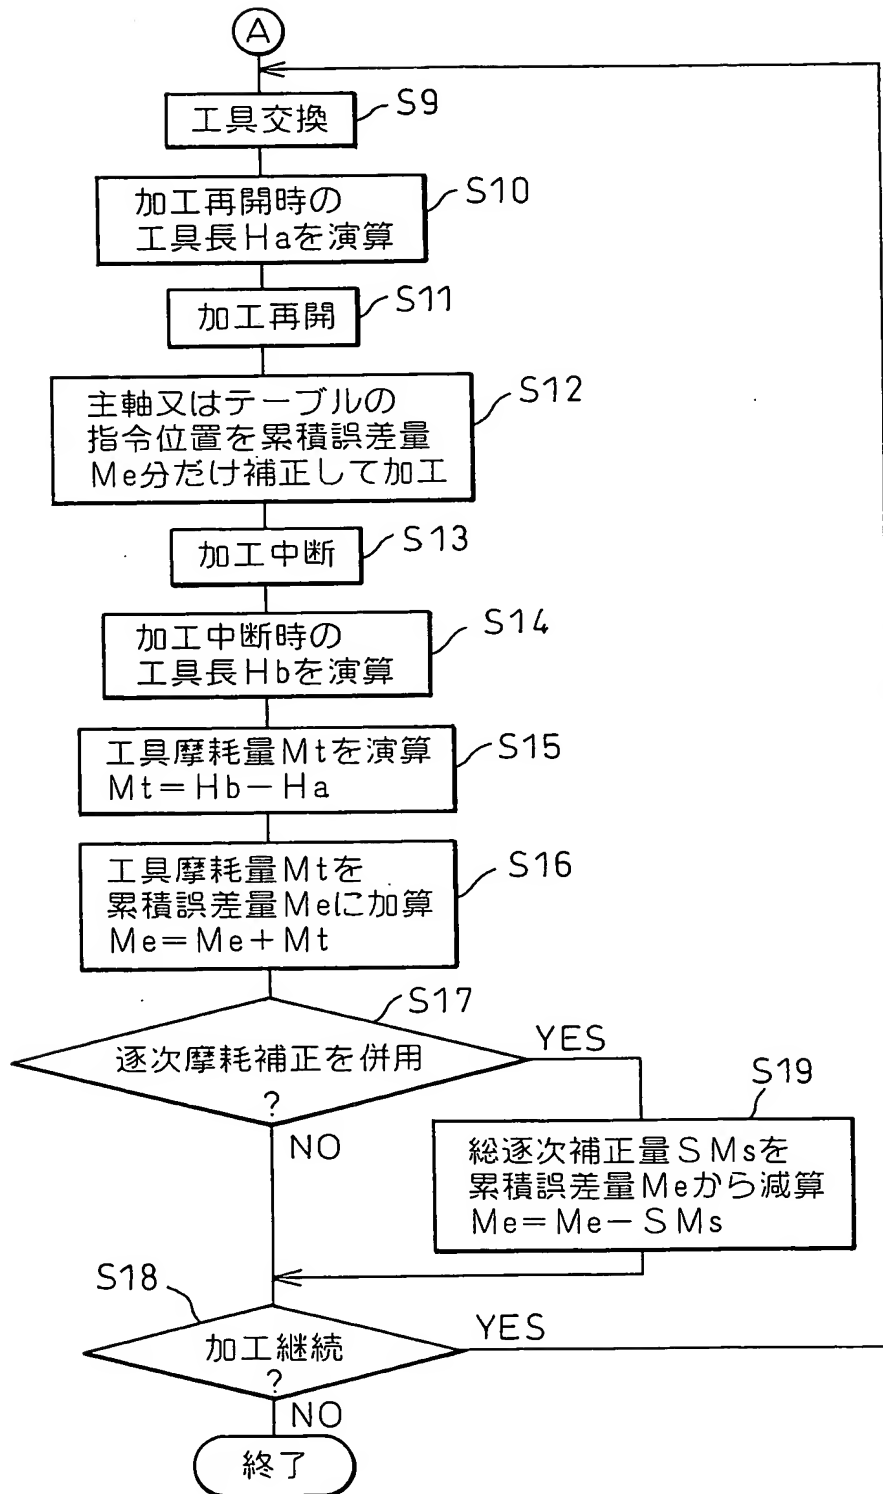 A
工具交換
S9
加工再開時の
工具長Haを演算
S10
加工再開
S11
主軸又はテーブルの
指令位置を累積誤差量
Me分だけ補正して加工
S12
加工中断
S13
加工中断時の
工具長Hbを演算
S14
工具摩耗量Mtを演算
Mt=Hb−Ha
S15
工具摩耗量Mtを
累積誤差量Meに加算
Me=Me+Mt
S16
S17
逐次摩耗補正を併用
?
YES
NO
S19
総逐次補正量SMsを
累積誤差量Meから減算
Me=Me−SMs
S18
加工継続
?
YES
NO
終了